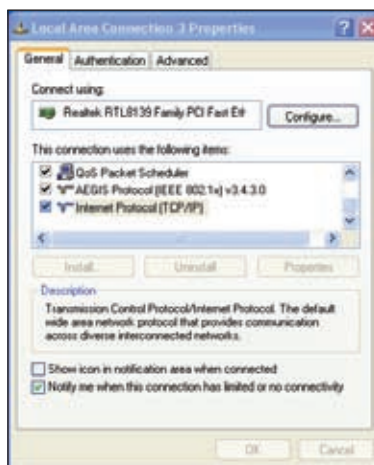 Local Area Connection 3 Properties
General Authentication Advanced
Connect using:
Realtek RTL8139 Family PCI Fast Eth
Configure...
This connection uses the following items:
QoS Packet Scheduler
AEGIS Protocol (IEEE 802.1x) v3.4.3.0
Internet Protocol (TCP/IP)
Install... Uninstall Properties
Description
Transmission Control Protocol/Internet Protocol. The default
wide area network protocol that provides communication
across diverse interconnected networks.
Show icon in notification area when connected
Notify me when this connection has limited or no connectivity
OK Cancel